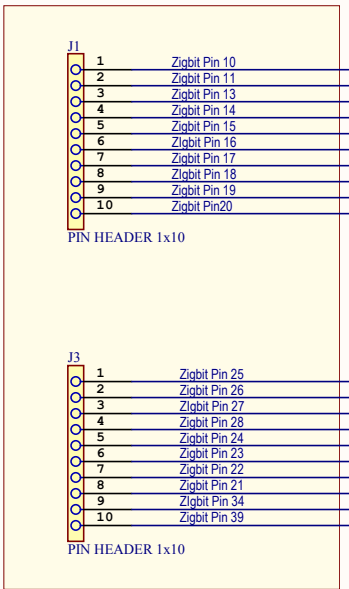 J1
1 Zigbit Pin 10
2 Zigbit Pin 11
3 Zigbit Pin 13
4 Zigbit Pin 14
5 Zigbit Pin 15
6 ZIgbit Pin 16
7 Zigbit Pin 17
8 ZIgbit Pin 18
9 Zigbit Pin 19
10 Zigbit Pin20
PIN HEADER 1x10
J3
1 Zigbit Pin 25
2 Zigbit Pin 26
3 ZIgbit Pin 27
4 Zigbit Pin 28
5 Zigbit Pin 24
6 Zigbit Pin 23
7 Zigbit Pin 22
8 Zigbit Pin 21
9 ZIgbit Pin 34
10 Zigbit Pin 39
PIN HEADER 1x10